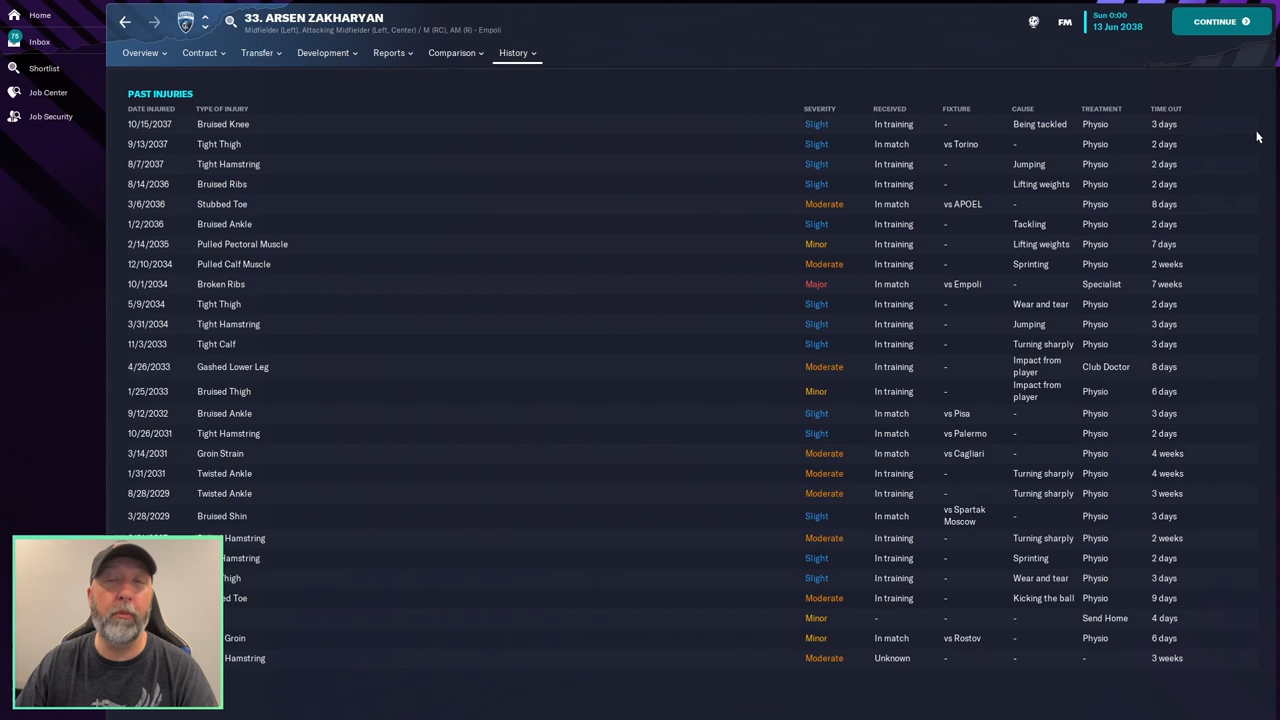 Home
75
Inbox
Shortlist
Job Center
Job Security
33. ARSEN ZAKHARYAN
Midfielder (Left), Attacking Midfielder (Left, Center) / M (RC), AM (R) - Empoli
FM
Sun 0:00
13 Jun 2038
CONTINUE
Overview Contract Transfer Development Reports Comparison History
PAST INJURIES
DATE INJURED TYPE OF INJURY SEVERITY RECEIVED FIXTURE CAUSE TREATMENT TIME OUT
10/15/2037 Bruised Knee Slight In training - Being tackled Physio 3 days
9/13/2037 Tight Thigh Slight In match vs Torino - Physio 2 days
8/7/2037 Tight Hamstring Slight In training - Jumping Physio 2 days
8/14/2036 Bruised Ribs Slight In training - Lifting weights Physio 2 days
3/6/2036 Stubbed Toe Moderate In match vs APOEL - Physio 8 days
1/2/2036 Bruised Ankle Slight In training - Tackling Physio 2 days
2/14/2035 Pulled Pectoral Muscle Minor In training - Lifting weights Physio 7 days
12/10/2034 Pulled Calf Muscle Moderate In training - Sprinting Physio 2 weeks
10/1/2034 Broken Ribs Major In match vs Empoli - Specialist 7 weeks
5/9/2034 Tight Thigh Slight In training - Wear and tear Physio 2 days
3/31/2034 Tight Hamstring Slight In training - Jumping Physio 3 days
11/3/2033 Tight Calf Slight In training - Turning sharply Physio 3 days
4/26/2033 Gashed Lower Leg Moderate In training - Impact from player Club Doctor 8 days
1/25/2033 Bruised Thigh Minor In training - Impact from player Physio 6 days
9/12/2032 Bruised Ankle Slight In match vs Pisa - Physio 3 days
10/26/2031 Tight Hamstring Slight In match vs Palermo - Physio 2 days
3/14/2031 Groin Strain Moderate In match vs Cagliari - Physio 4 weeks
1/31/2031 Twisted Ankle Moderate In training - Turning sharply Physio 4 weeks
8/28/2029 Twisted Ankle Moderate In training - Turning sharply Physio 3 weeks
3/28/2029 Bruised Shin Slight In match vs Spartak Moscow - Physio 3 days
Hamstring Moderate In training - Turning sharply Physio 2 weeks
Hamstring Slight In training - Sprinting Physio 2 days
Slight In training - Wear and tear Physio 3 days
Toe Moderate In training - Kicking the ball Physio 9 days
Minor - - - Send Home 4 days
Groin Minor In match vs Rostov - Physio 6 days
Hamstring Moderate Unknown - - - 3 weeks